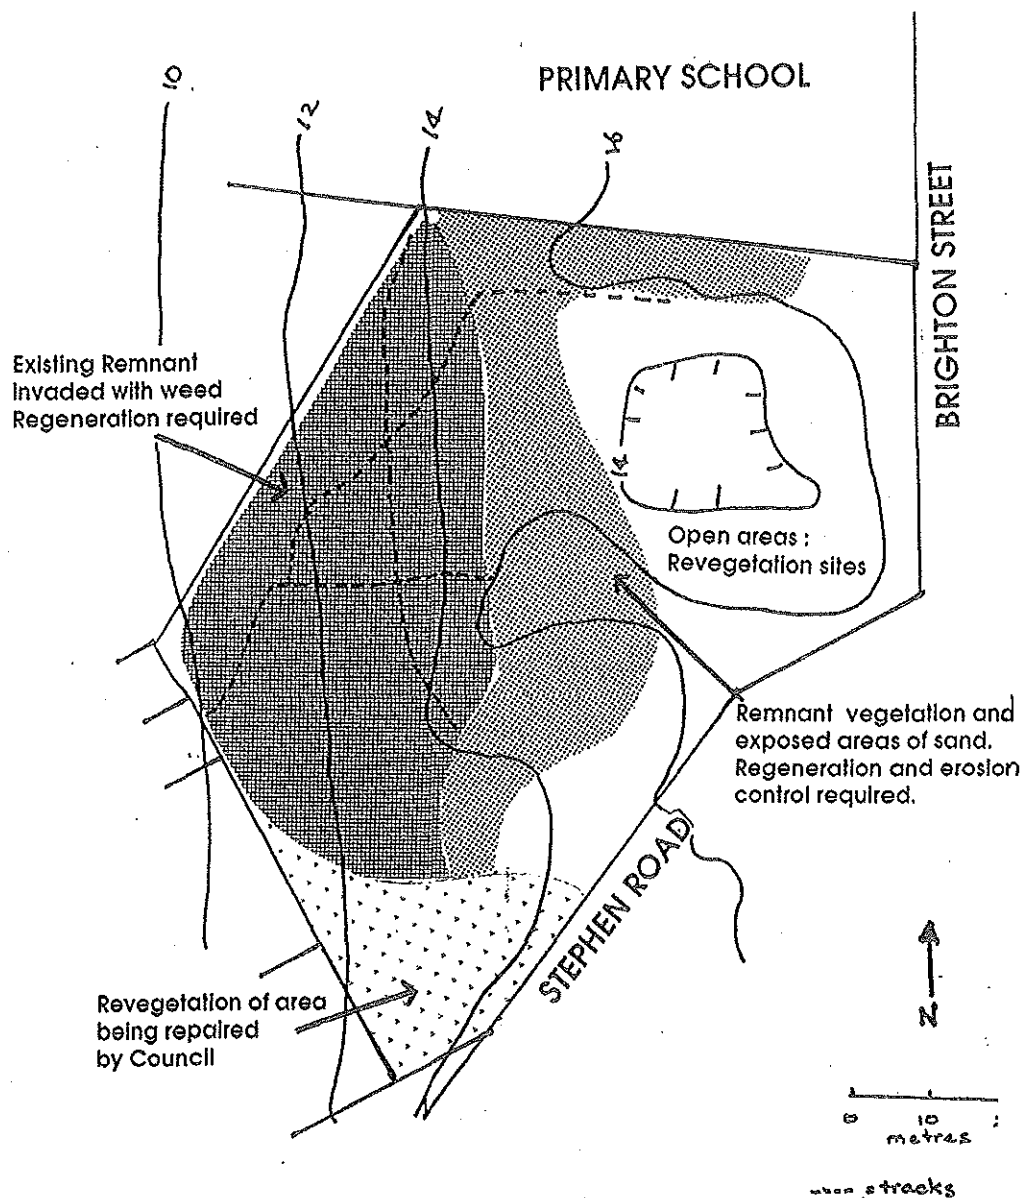 PRIMARY SCHOOL
10
12
14
16
BRIGHTON STREET
Existing Remnant
Invaded with weed
Regeneration required
14
Open areas :
Revegetation sites
Remnant vegetation and
exposed areas of sand.
Regeneration and erosion
control required.
STEPHEN ROAD
Revegetation of area
being repaired
by Council
N
0 10
metres
tracks